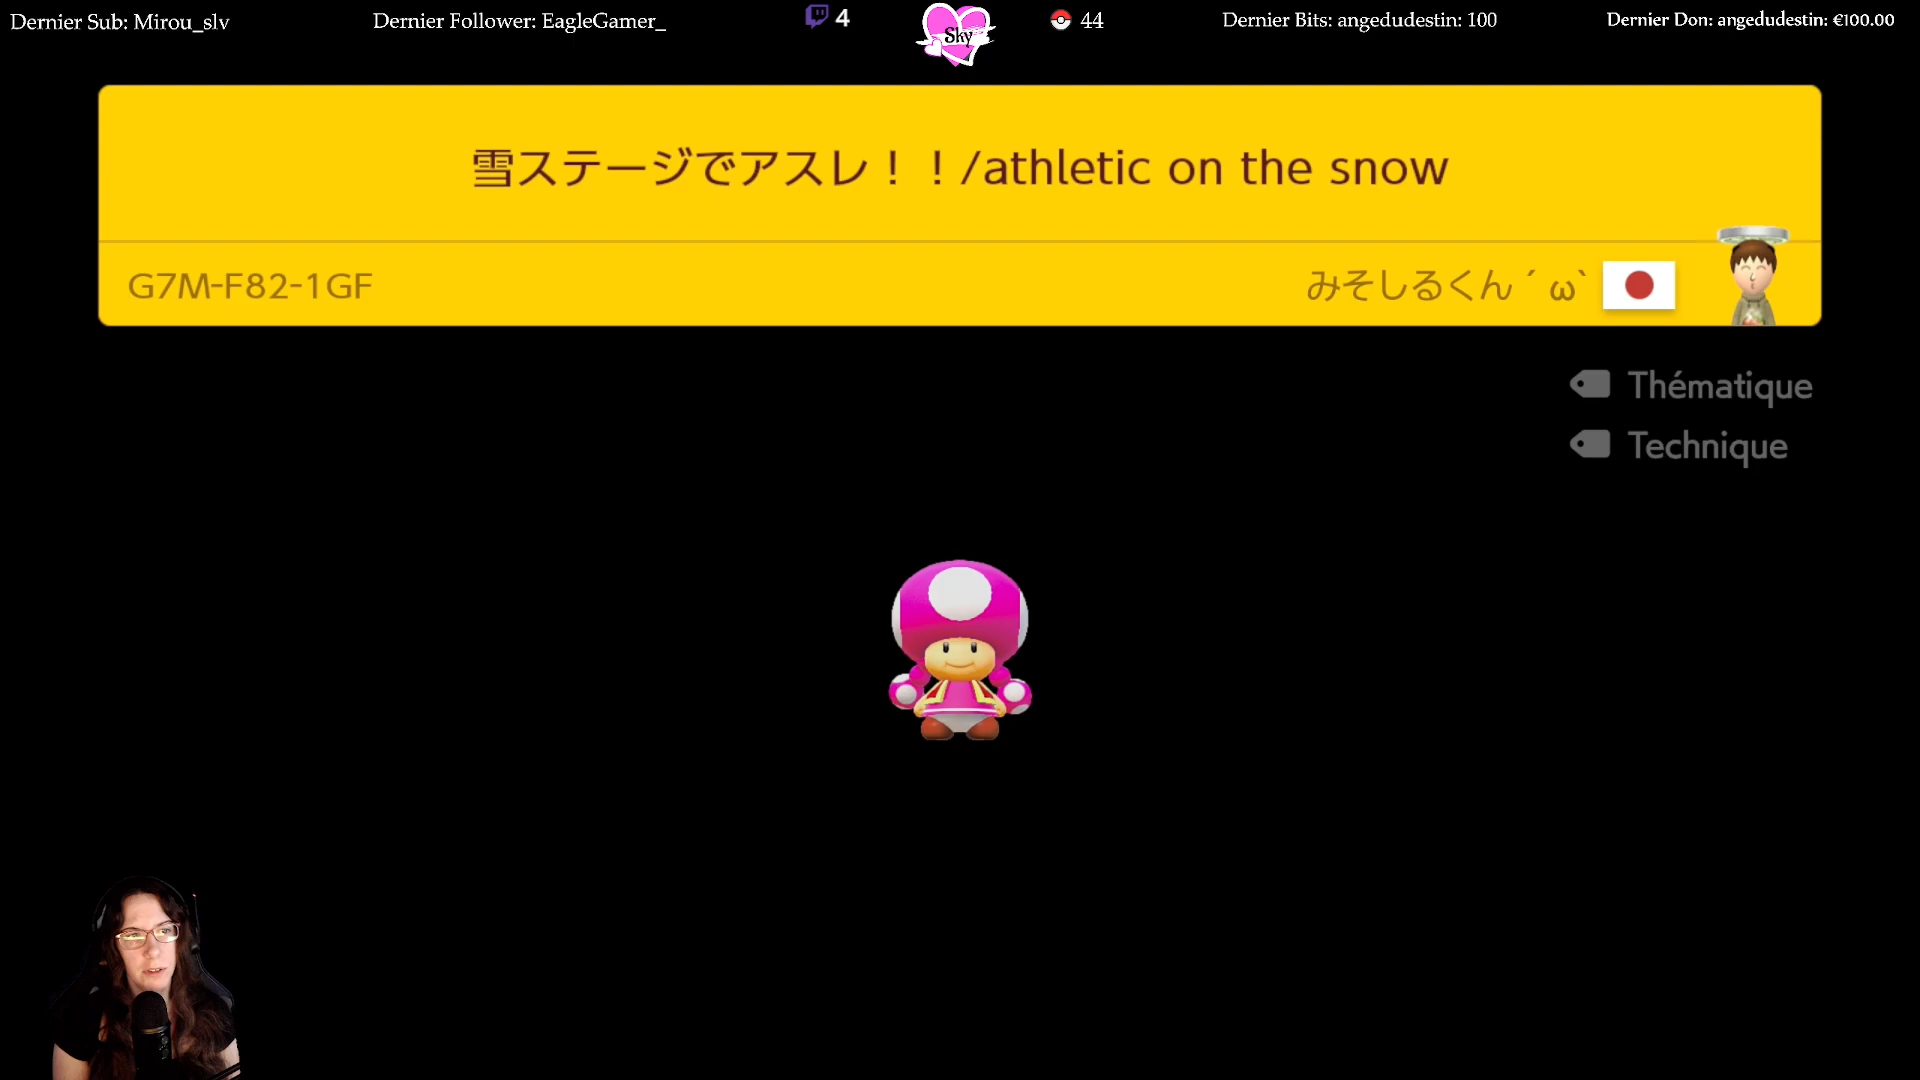 Dernier Sub: Mirou_slv
Dernier Follower: EagleGamer_
4
Sky
44
Dernier Bits: angedudestin: 100
Dernier Don: angedudestin: €100.00
雪ステージでアスレ！！/athletic on the snow
G7M-F82-1GF
みそしるくん´ω`
Thématique
Technique